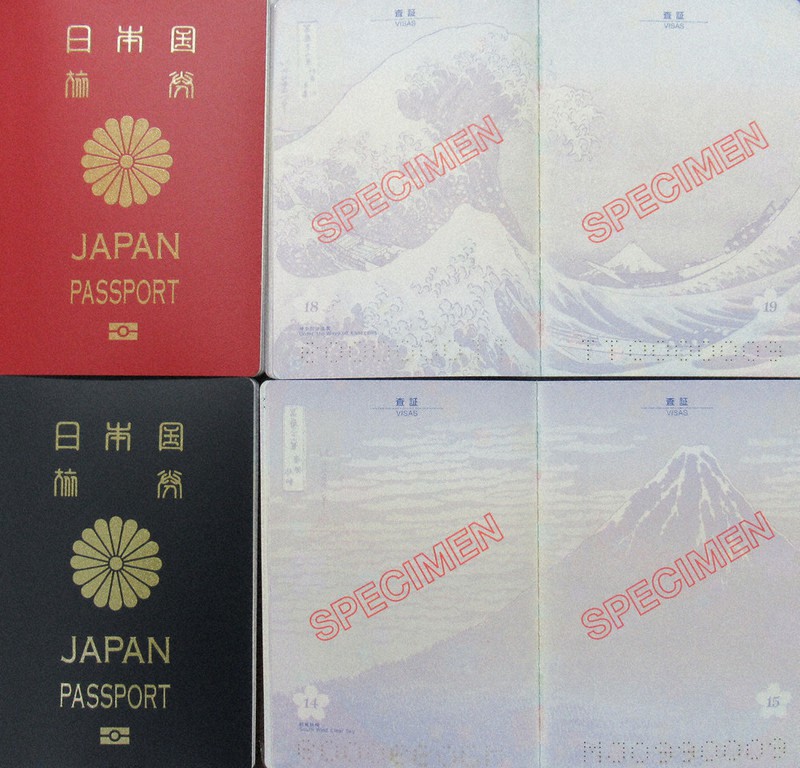 日本国
旅券
JAPAN
PASSPORT
査証
VISAS
SPECIMEN
18
査証
VISAS
SPECIMEN
19
日本国
旅券
JAPAN
PASSPORT
査証
VISAS
SPECIMEN
14
査証
VISAS
SPECIMEN
15